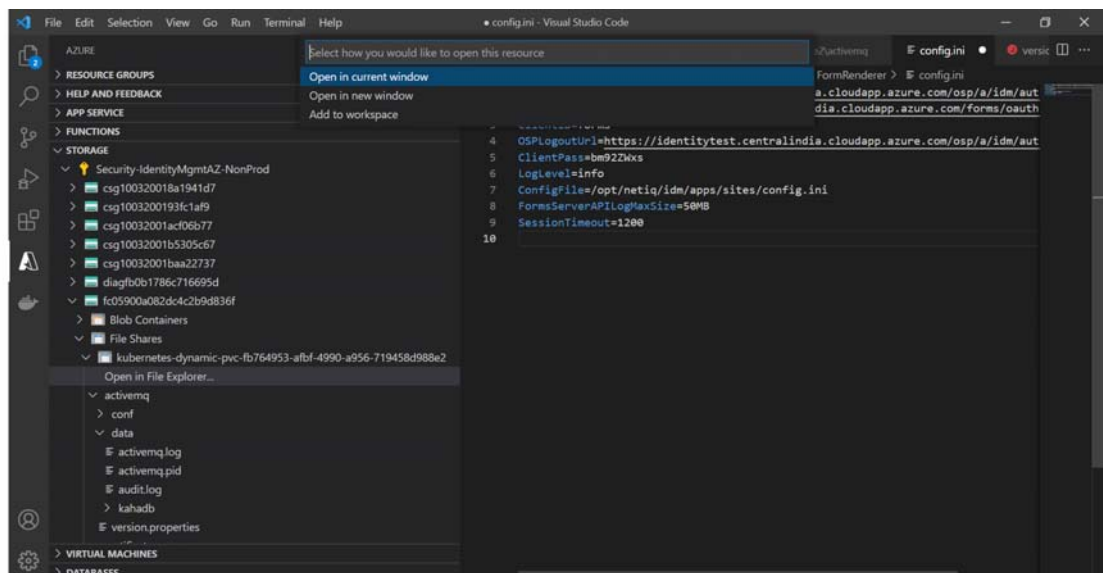 File Edit Selection View Go Run Terminal Help
● config.ini - Visual Studio Code
AZURE
Select how you would like to open this resource
config.ini ●
versic
RESOURCE GROUPS
Open in current window
FormRenderer > config.ini
HELP AND FEEDBACK
Open in new window
a.cloudapp.azure.com/osp/a/idm/aut
APP SERVICE
Add to workspace
dia.cloudapp.azure.com/forms/oauth
FUNCTIONS
STORAGE
4 OSPLogoutUrl=https://identitytest.centralindia.cloudapp.azure.com/osp/a/idm/aut
5 ClientPass=bm92ZWxs
Security-IdentityMgmtAZ-NonProd
6 LogLevel=info
csg100320018a1941d7
7 ConfigFile=/opt/netiq/idm/apps/sites/config.ini
csg100320193fc1af9
8 FormsServerAPILogMaxSize=50MB
csg10032001acf06b77
9 SessionTimeout=1200
csg10032001b5305c67
10
csg10032001baa22737
diagfb0b1786c716695d
fc05900a082dc4c2b9d836f
Blob Containers
File Shares
kubernetes-dynamic-pvc-fb764953-afbf-4990-a956-719458d988e2
Open in File Explorer...
activemq
conf
data
activemq.log
activemq.pid
audit.log
kahadb
version.properties
VIRTUAL MACHINES
DATABASES